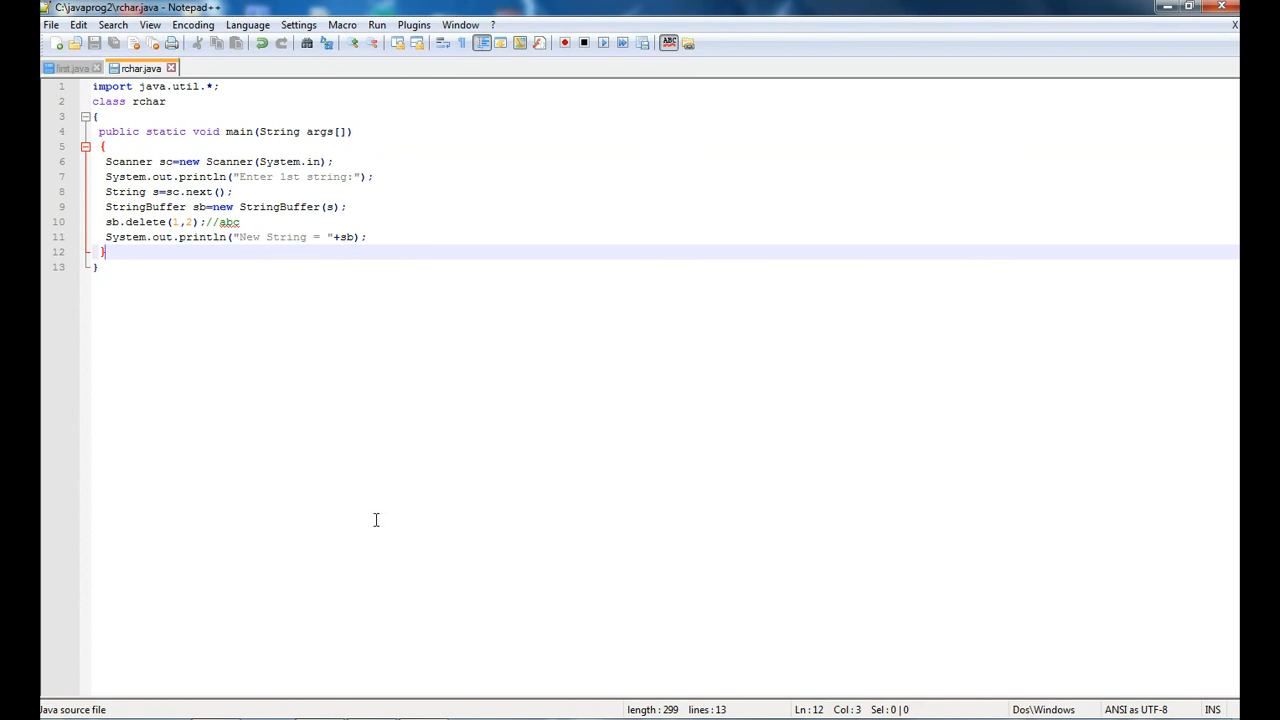 C:\javaprog2\rchar.java - Notepad++
File Edit Search View Encoding Language Settings Macro Run Plugins Window ?
X
ABC
first.java rchar.java
1 import java.util.*;
2 class rchar
3 {
4 public static void main(String args[])
5 {
6 Scanner sc=new Scanner(System.in);
7 System.out.println("Enter 1st string:");
8 String s=sc.next();
9 StringBuffer sb=new StringBuffer(s);
10 sb.delete(1,2);//abc
11 System.out.println("New String = "+sb);
12 }
13 }
Java source file length : 299 lines : 13 Ln : 12 Col : 3 Sel : 0 | 0 Dos\Windows ANSI as UTF-8 INS